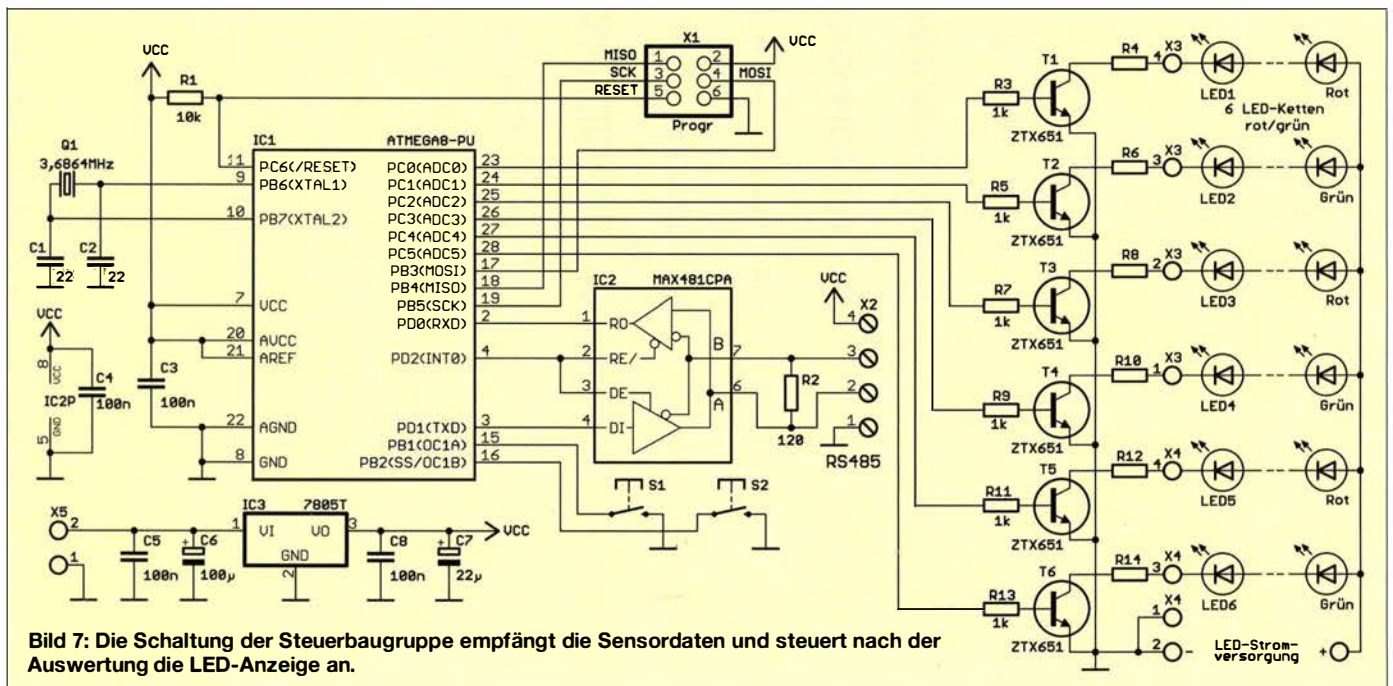 VCC
R1
10k
Q1
3,6864MHz
C1
22
C2
22
VCC
8
VCC
C4
100n
IC2P
GND
5
C3
100n
IC1
ATMEGA8-PU
11 PC6(/RESET)
9 PB6(XTAL1)
10 PB7(XTAL2)
7 VCC
20 AVCC
21 AREF
22 AGND
8 GND
PC0(ADC0) 23
PC1(ADC1) 24
PC2(ADC2) 25
PC3(ADC3) 26
PC4(ADC4) 27
PC5(ADC5) 28
PB3(MOSI) 17
PB4(MISO) 18
PB5(SCK) 19
PD0(RXD) 2
PD2(INT0) 4
PD1(TXD) 3
PB1(OC1A) 15
PB2(SS/OC1B) 16
X1
VCC
MISO 1 2
SCK 3 4 MOSI
RESET 5 6
Progr
IC2
MAX481CPA
1 RO
2 RE/
3 DE
4 DI
B 7
A 6
R2
120
VCC
X2
4
3
2
1
RS485
S1
S2
X5
2
1
C5
100n
+
C6
100µ
IC3
7805T
1 VI VO 3
GND
2
C8
100n
+
C7
22µ
VCC
R3
1k
T1
ZTX651
R4
4 X3
LED1
Rot
6 LED-Ketten
rot/grün
R5
1k
T2
ZTX651
R6
3 X3
LED2
Grün
R7
1k
T3
ZTX651
R8
2 X3
LED3
Rot
R9
1k
T4
ZTX651
R10
1 X3
LED4
Grün
R11
1k
T5
ZTX651
R12
4 X4
LED5
Rot
R13
1k
T6
ZTX651
R14
3 X4
LED6
Grün
X4
1
2 -
LED-Strom-
versorgung
+
Bild 7: Die Schaltung der Steuerbaugruppe empfängt die Sensordaten und steuert nach der
Auswertung die LED-Anzeige an.